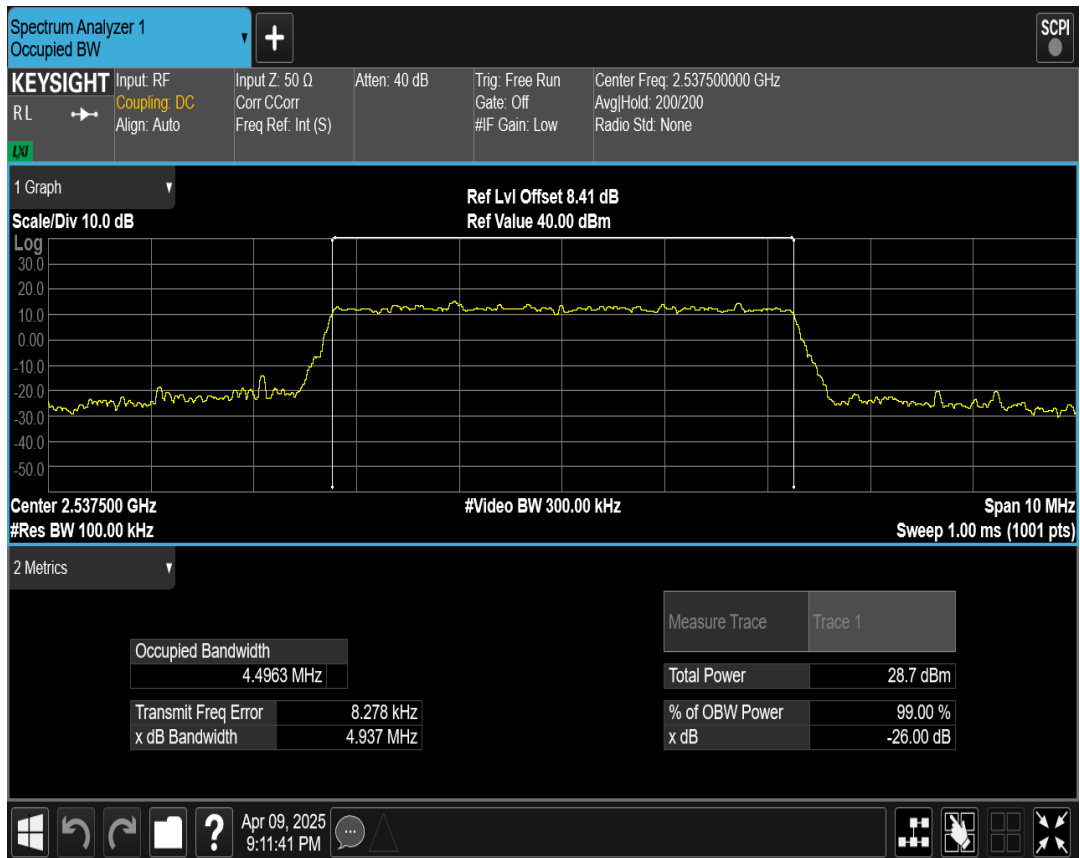 Spectrum Analyzer 1
Occupied BW
+
SCPI
KEYSIGHT
RL
LXI
Input: RF
Coupling: DC
Align: Auto
Input Z: 50 Ω
Corr CCorr
Freq Ref: Int (S)
Atten: 40 dB
Trig: Free Run
Gate: Off
#IF Gain: Low
Center Freq: 2.537500000 GHz
Avg|Hold: 200/200
Radio Std: None
1 Graph
Ref Lvl Offset 8.41 dB
Scale/Div 10.0 dB
Ref Value 40.00 dBm
Log
30.0
20.0
10.0
0.00
-10.0
-20.0
-30.0
-40.0
-50.0
Center 2.537500 GHz
#Video BW 300.00 kHz
Span 10 MHz
#Res BW 100.00 kHz
Sweep 1.00 ms (1001 pts)
2 Metrics
Measure Trace Trace 1
Occupied Bandwidth
4.4963 MHz
Total Power 28.7 dBm
Transmit Freq Error 8.278 kHz
% of OBW Power 99.00 %
x dB Bandwidth 4.937 MHz
x dB -26.00 dB
?
Apr 09, 2025
9:11:41 PM